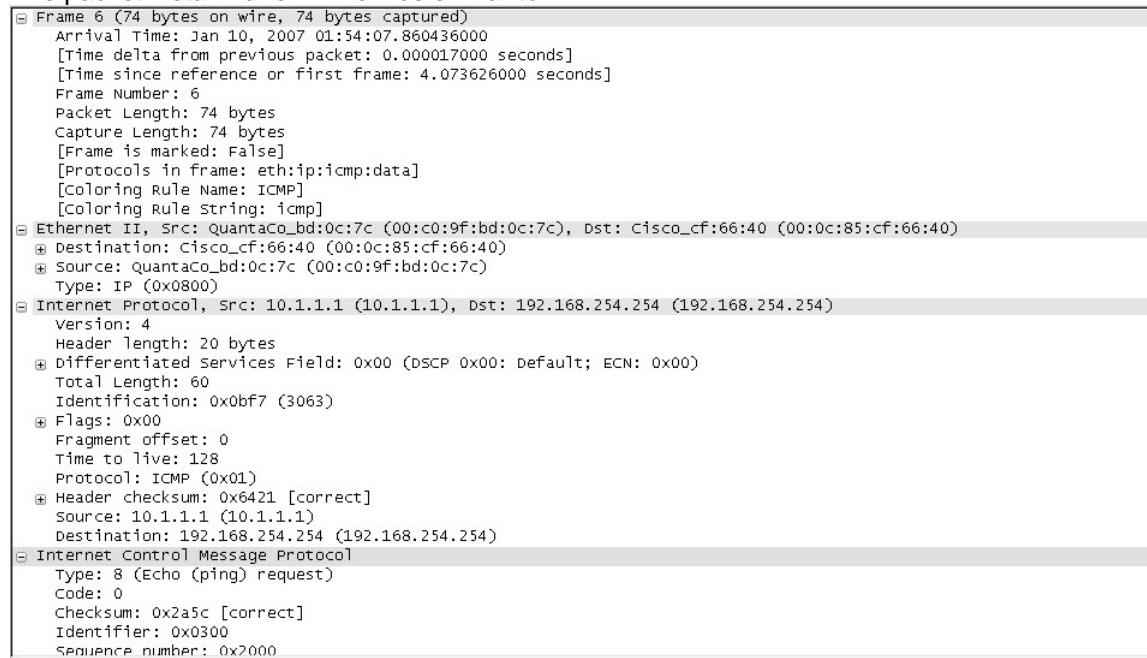 Frame 6 (74 bytes on wire, 74 bytes captured)
Arrival Time: Jan 10, 2007 01:54:07.860436000
[Time delta from previous packet: 0.000017000 seconds]
[Time since reference or first frame: 4.073626000 seconds]
Frame Number: 6
Packet Length: 74 bytes
Capture Length: 74 bytes
[Frame is marked: False]
[Protocols in frame: eth:ip:icmp:data]
[Coloring Rule Name: ICMP]
[Coloring Rule String: icmp]
Ethernet II, Src: QuantaCo_bd:0c:7c (00:c0:9f:bd:0c:7c), Dst: Cisco_cf:66:40 (00:0c:85:cf:66:40)
Destination: Cisco_cf:66:40 (00:0c:85:cf:66:40)
Source: QuantaCo_bd:0c:7c (00:c0:9f:bd:0c:7c)
Type: IP (0x0800)
Internet Protocol, Src: 10.1.1.1 (10.1.1.1), Dst: 192.168.254.254 (192.168.254.254)
Version: 4
Header length: 20 bytes
Differentiated Services Field: 0x00 (DSCP 0x00: Default; ECN: 0x00)
Total Length: 60
Identification: 0x0bf7 (3063)
Flags: 0x00
Fragment offset: 0
Time to live: 128
Protocol: ICMP (0x01)
Header checksum: 0x6421 [correct]
Source: 10.1.1.1 (10.1.1.1)
Destination: 192.168.254.254 (192.168.254.254)
Internet Control Message Protocol
Type: 8 (Echo (ping) request)
Code: 0
Checksum: 0x2a5c [correct]
Identifier: 0x0300
Sequence number: 0x2000